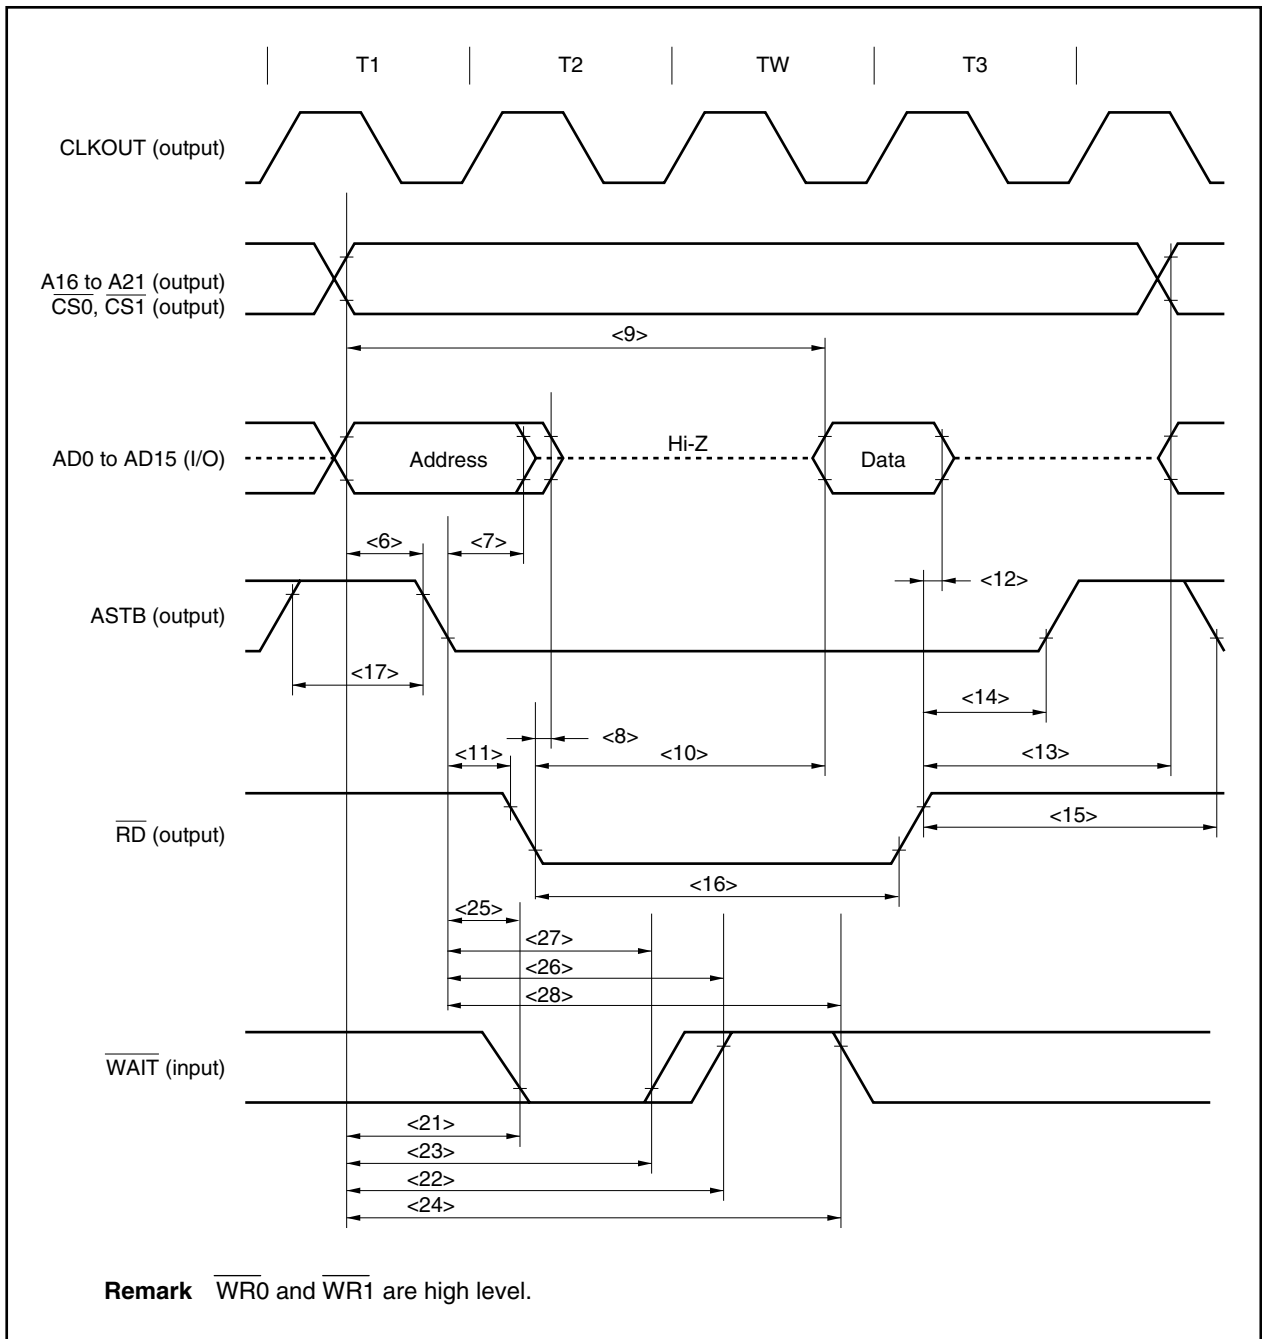 T1 T2 TW T3
CLKOUT (output)
A16 to A21 (output)
CS0, CS1 (output)
<9>
AD0 to AD15 (I/O)
Address
Hi-Z
Data
<6>
<7>
<12>
ASTB (output)
<17>
<14>
<8>
<11>
<10>
<13>
RD (output)
<15>
<16>
<25>
<27>
<26>
<28>
WAIT (input)
<21>
<23>
<22>
<24>
Remark WR0 and WR1 are high level.